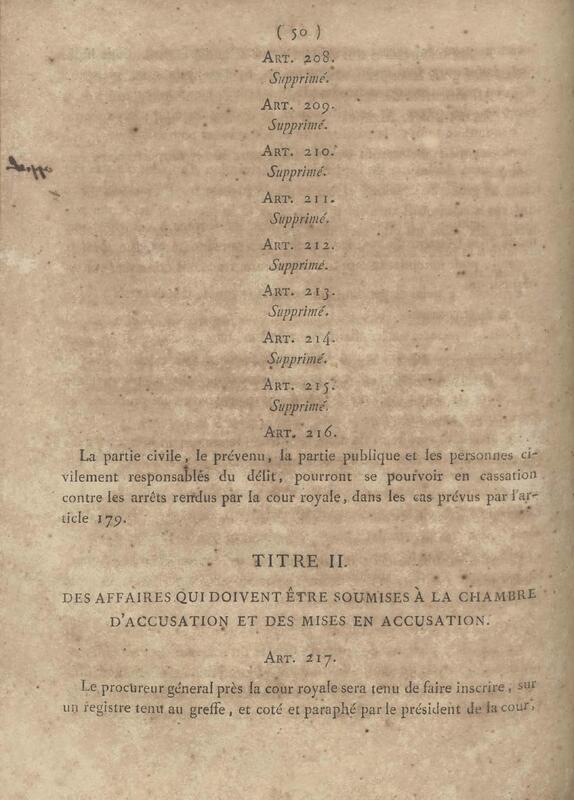 ( 50 )
ART. 208.
Supprimé.
ART. 209.
Supprimé.
ART. 210.
Supprimé.
ART. 211.
Supprimé.
ART. 212.
Supprimé.
ART. 213.
Supprimé.
ART. 214.
Supprimé.
ART. 215.
Supprimé.
ART. 216.
La partie civile, le prévenu, la partie publique et les personnes ci-
vilement responsables du délit, pourront se pourvoir en cassation
contre les arrêts rendus par la cour royale, dans les cas prévus par l'ar-
ticle 179.
TITRE II.
DES AFFAIRES QUI DOIVENT ÊTRE SOUMISES À LA CHAMBRE
D'ACCUSATION ET DES MISES EN ACCUSATION.
ART. 217.
Le procureur général près la cour royale sera tenu de faire inscrire, sur
un registre tenu au greffe, et coté et paraphé par le président de la cour,